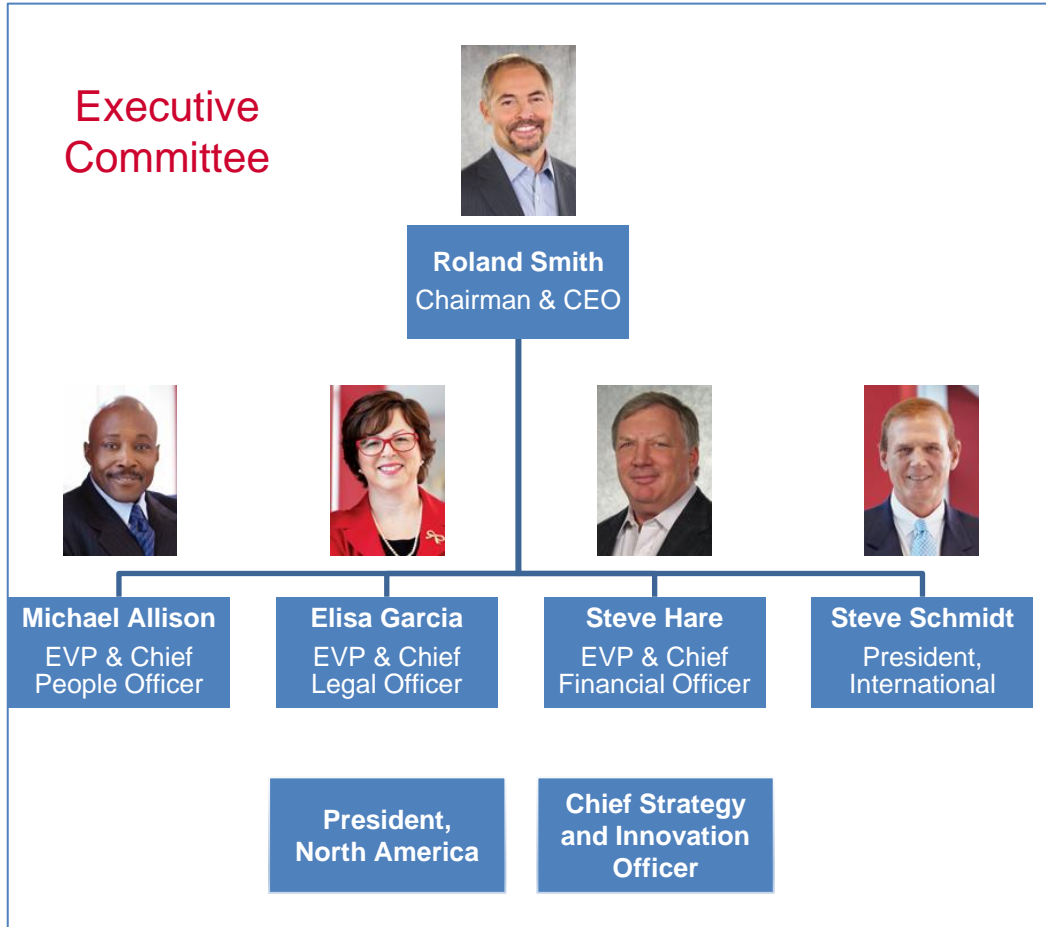 Executive
Committee
Roland Smith
Chairman & CEO
Michael Allison
EVP & Chief
People Officer
Elisa Garcia
EVP & Chief
Legal Officer
Steve Hare
EVP & Chief
Financial Officer
Steve Schmidt
President,
International
President,
North America
Chief Strategy
and Innovation
Officer